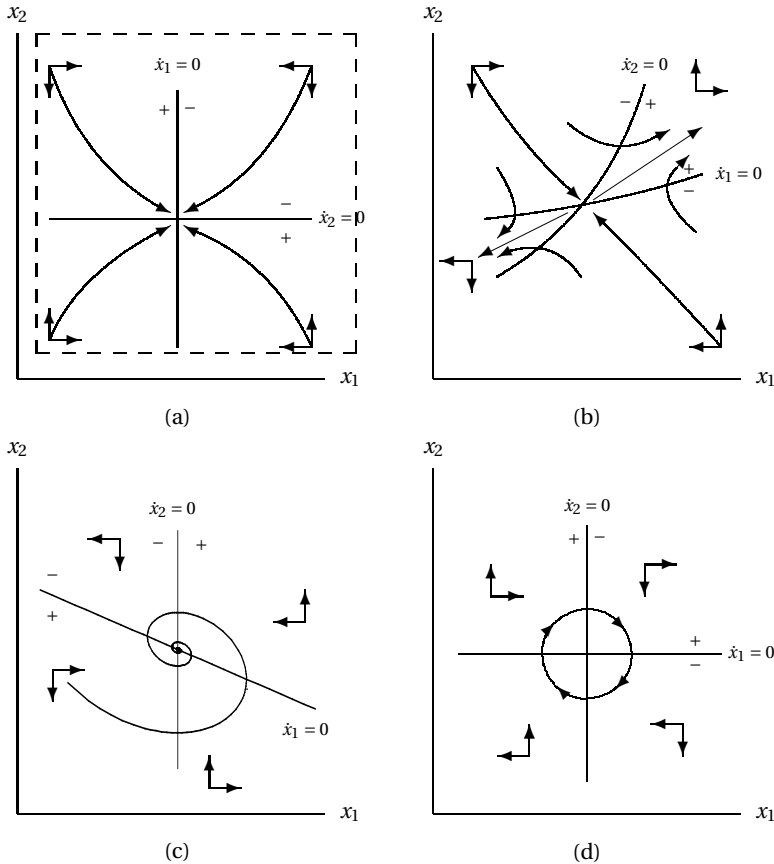 x₂
ẋ₁ = 0
+ −
−
ẋ₂ = 0
+
x₁
(a)
x₂
ẋ₂ = 0
− +
+
ẋ₁ = 0
−
x₁
(b)
x₂
ẋ₂ = 0
− +
−
+
ẋ₁ = 0
x₁
(c)
x₂
ẋ₂ = 0
+ −
+
ẋ₁ = 0
−
x₁
(d)